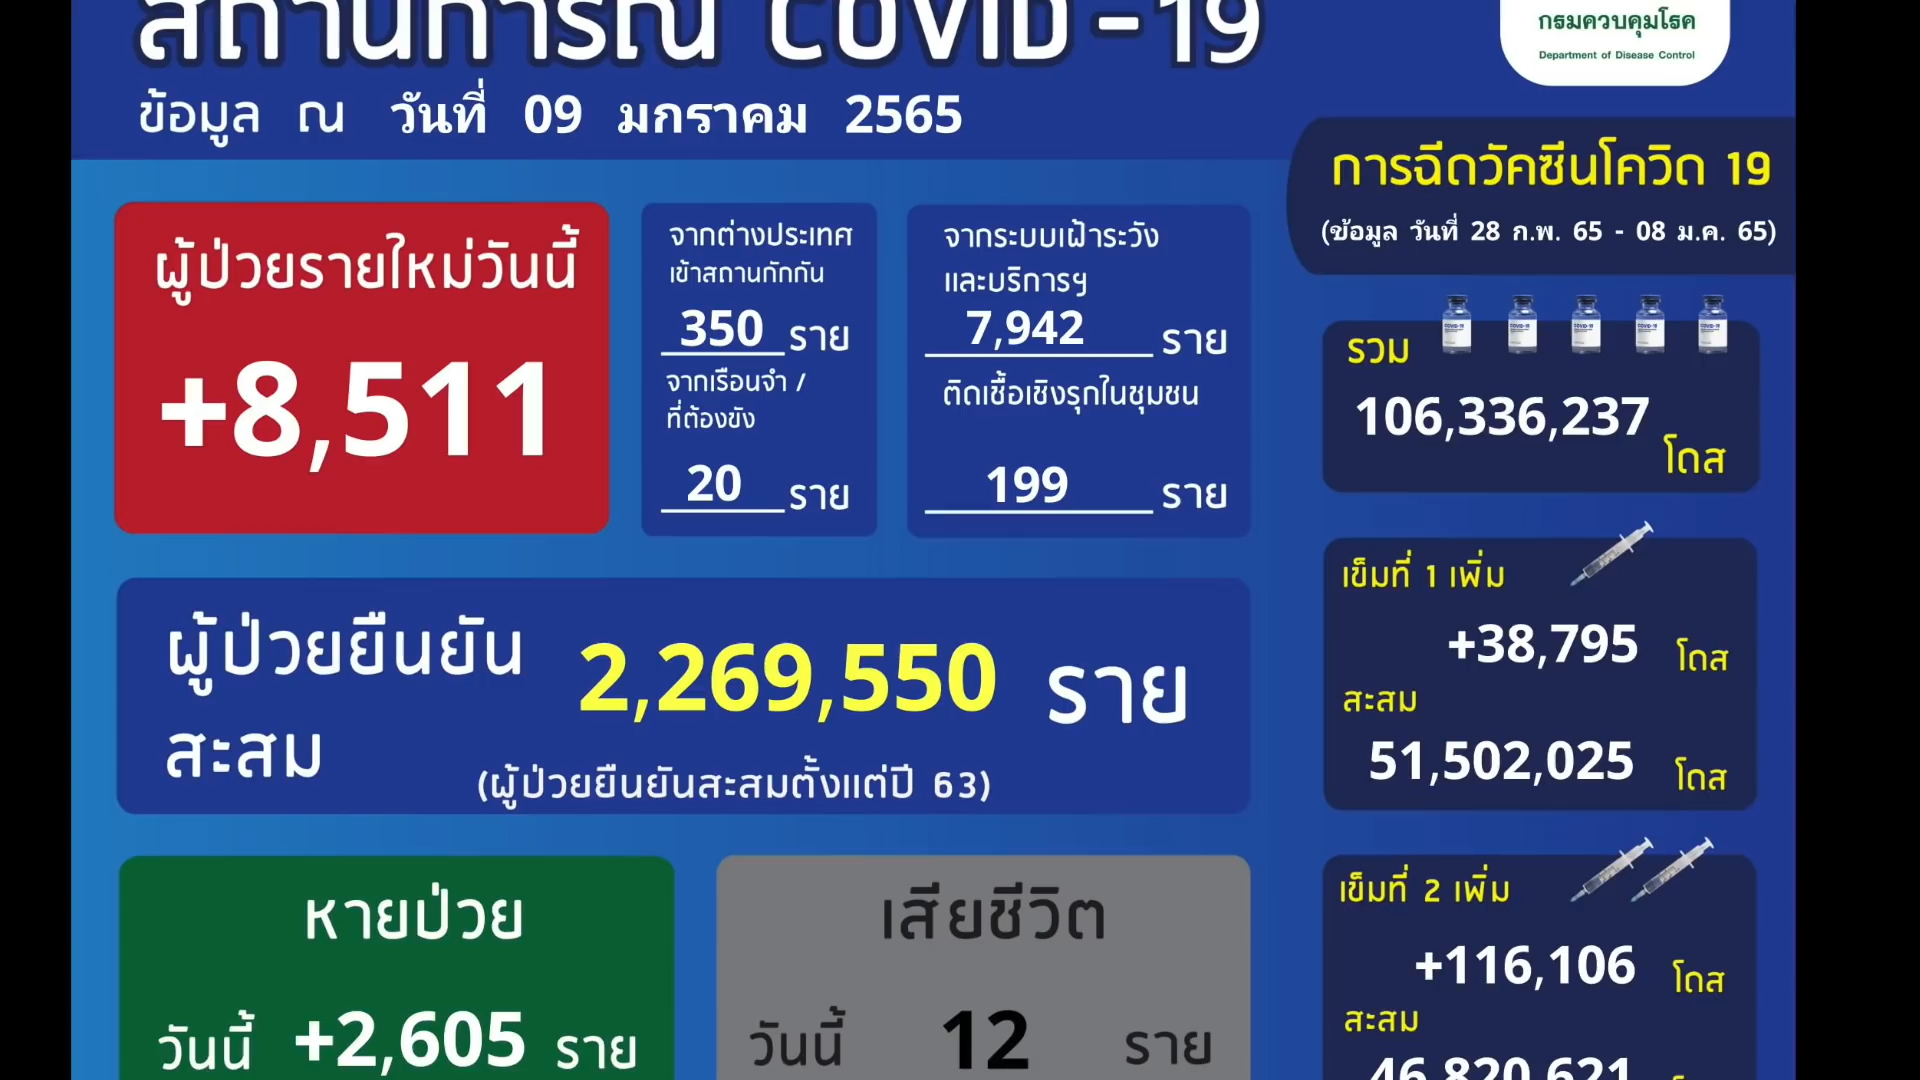 สถานการณ์ COVID-19
กรมควบคุมโรค
Department of Disease Control
ข้อมูล ณ วันที่ 09 มกราคม 2565
การฉีดวัคซีนโควิด 19
(ข้อมูล วันที่ 28 ก.พ. 65 - 08 ม.ค. 65)
ผู้ป่วยรายใหม่วันนี้
+8,511
จากต่างประเทศ
เข้าสถานกักกัน
350 ราย
จากเรือนจำ /
ที่ต้องขัง
20 ราย
จากระบบเฝ้าระวัง
และบริการฯ
7,942 ราย
ติดเชื้อเชิงรุกในชุมชน
199 ราย
รวม
106,336,237
โดส
ผู้ป่วยยืนยัน
สะสม
2,269,550 ราย
(ผู้ป่วยยืนยันสะสมตั้งแต่ปี 63)
เข็มที่ 1 เพิ่ม
+38,795 โดส
สะสม
51,502,025 โดส
หายป่วย
วันนี้ +2,605 ราย
เสียชีวิต
วันนี้ 12 ราย
เข็มที่ 2 เพิ่ม
+116,106 โดส
สะสม
46,820,621